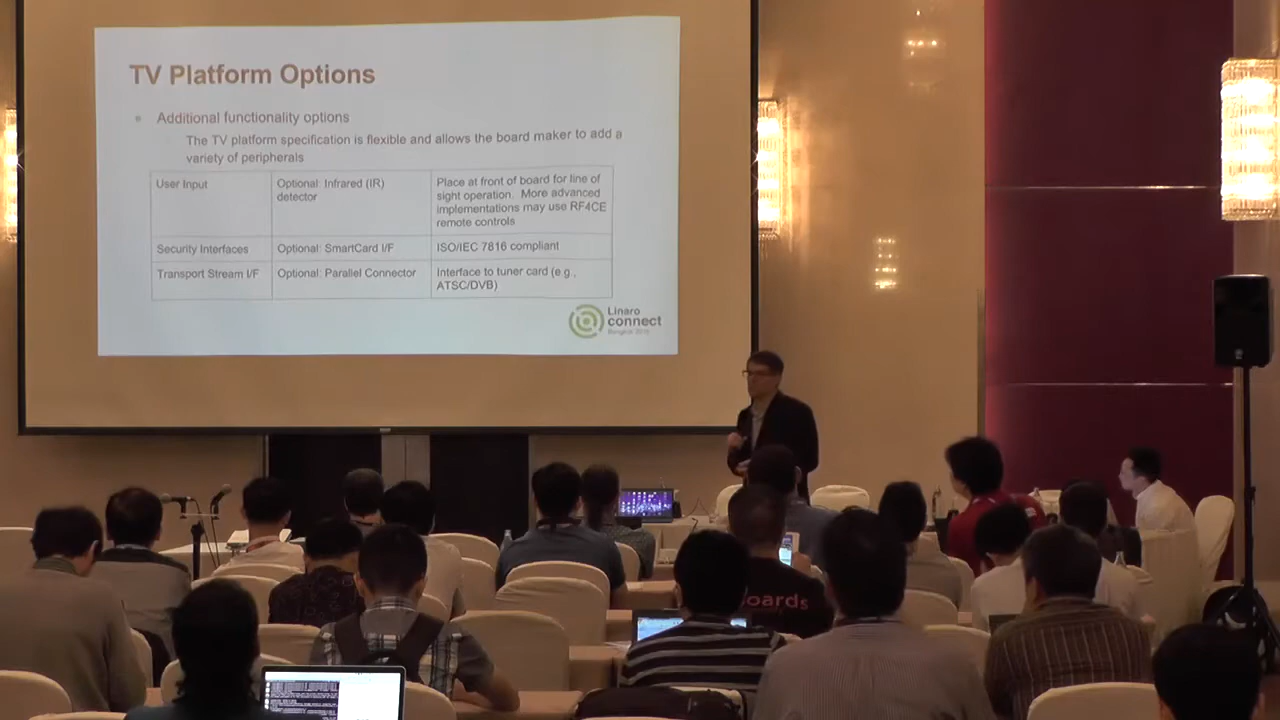 TV Platform Options
Additional functionality options
The TV platform specification is flexible and allows the board maker to add a
variety of peripherals
User Input
Optional: Infrared (IR)
detector
Place at front of board for line of
sight operation. More advanced
implementations may use RF4CE
remote controls
Security Interfaces
Optional: SmartCard I/F
ISO/IEC 7816 compliant
Transport Stream I/F
Optional: Parallel Connector
Interface to tuner card (e.g.,
ATSC/DVB)
Linaro
connect
Bangkok 2016
oards